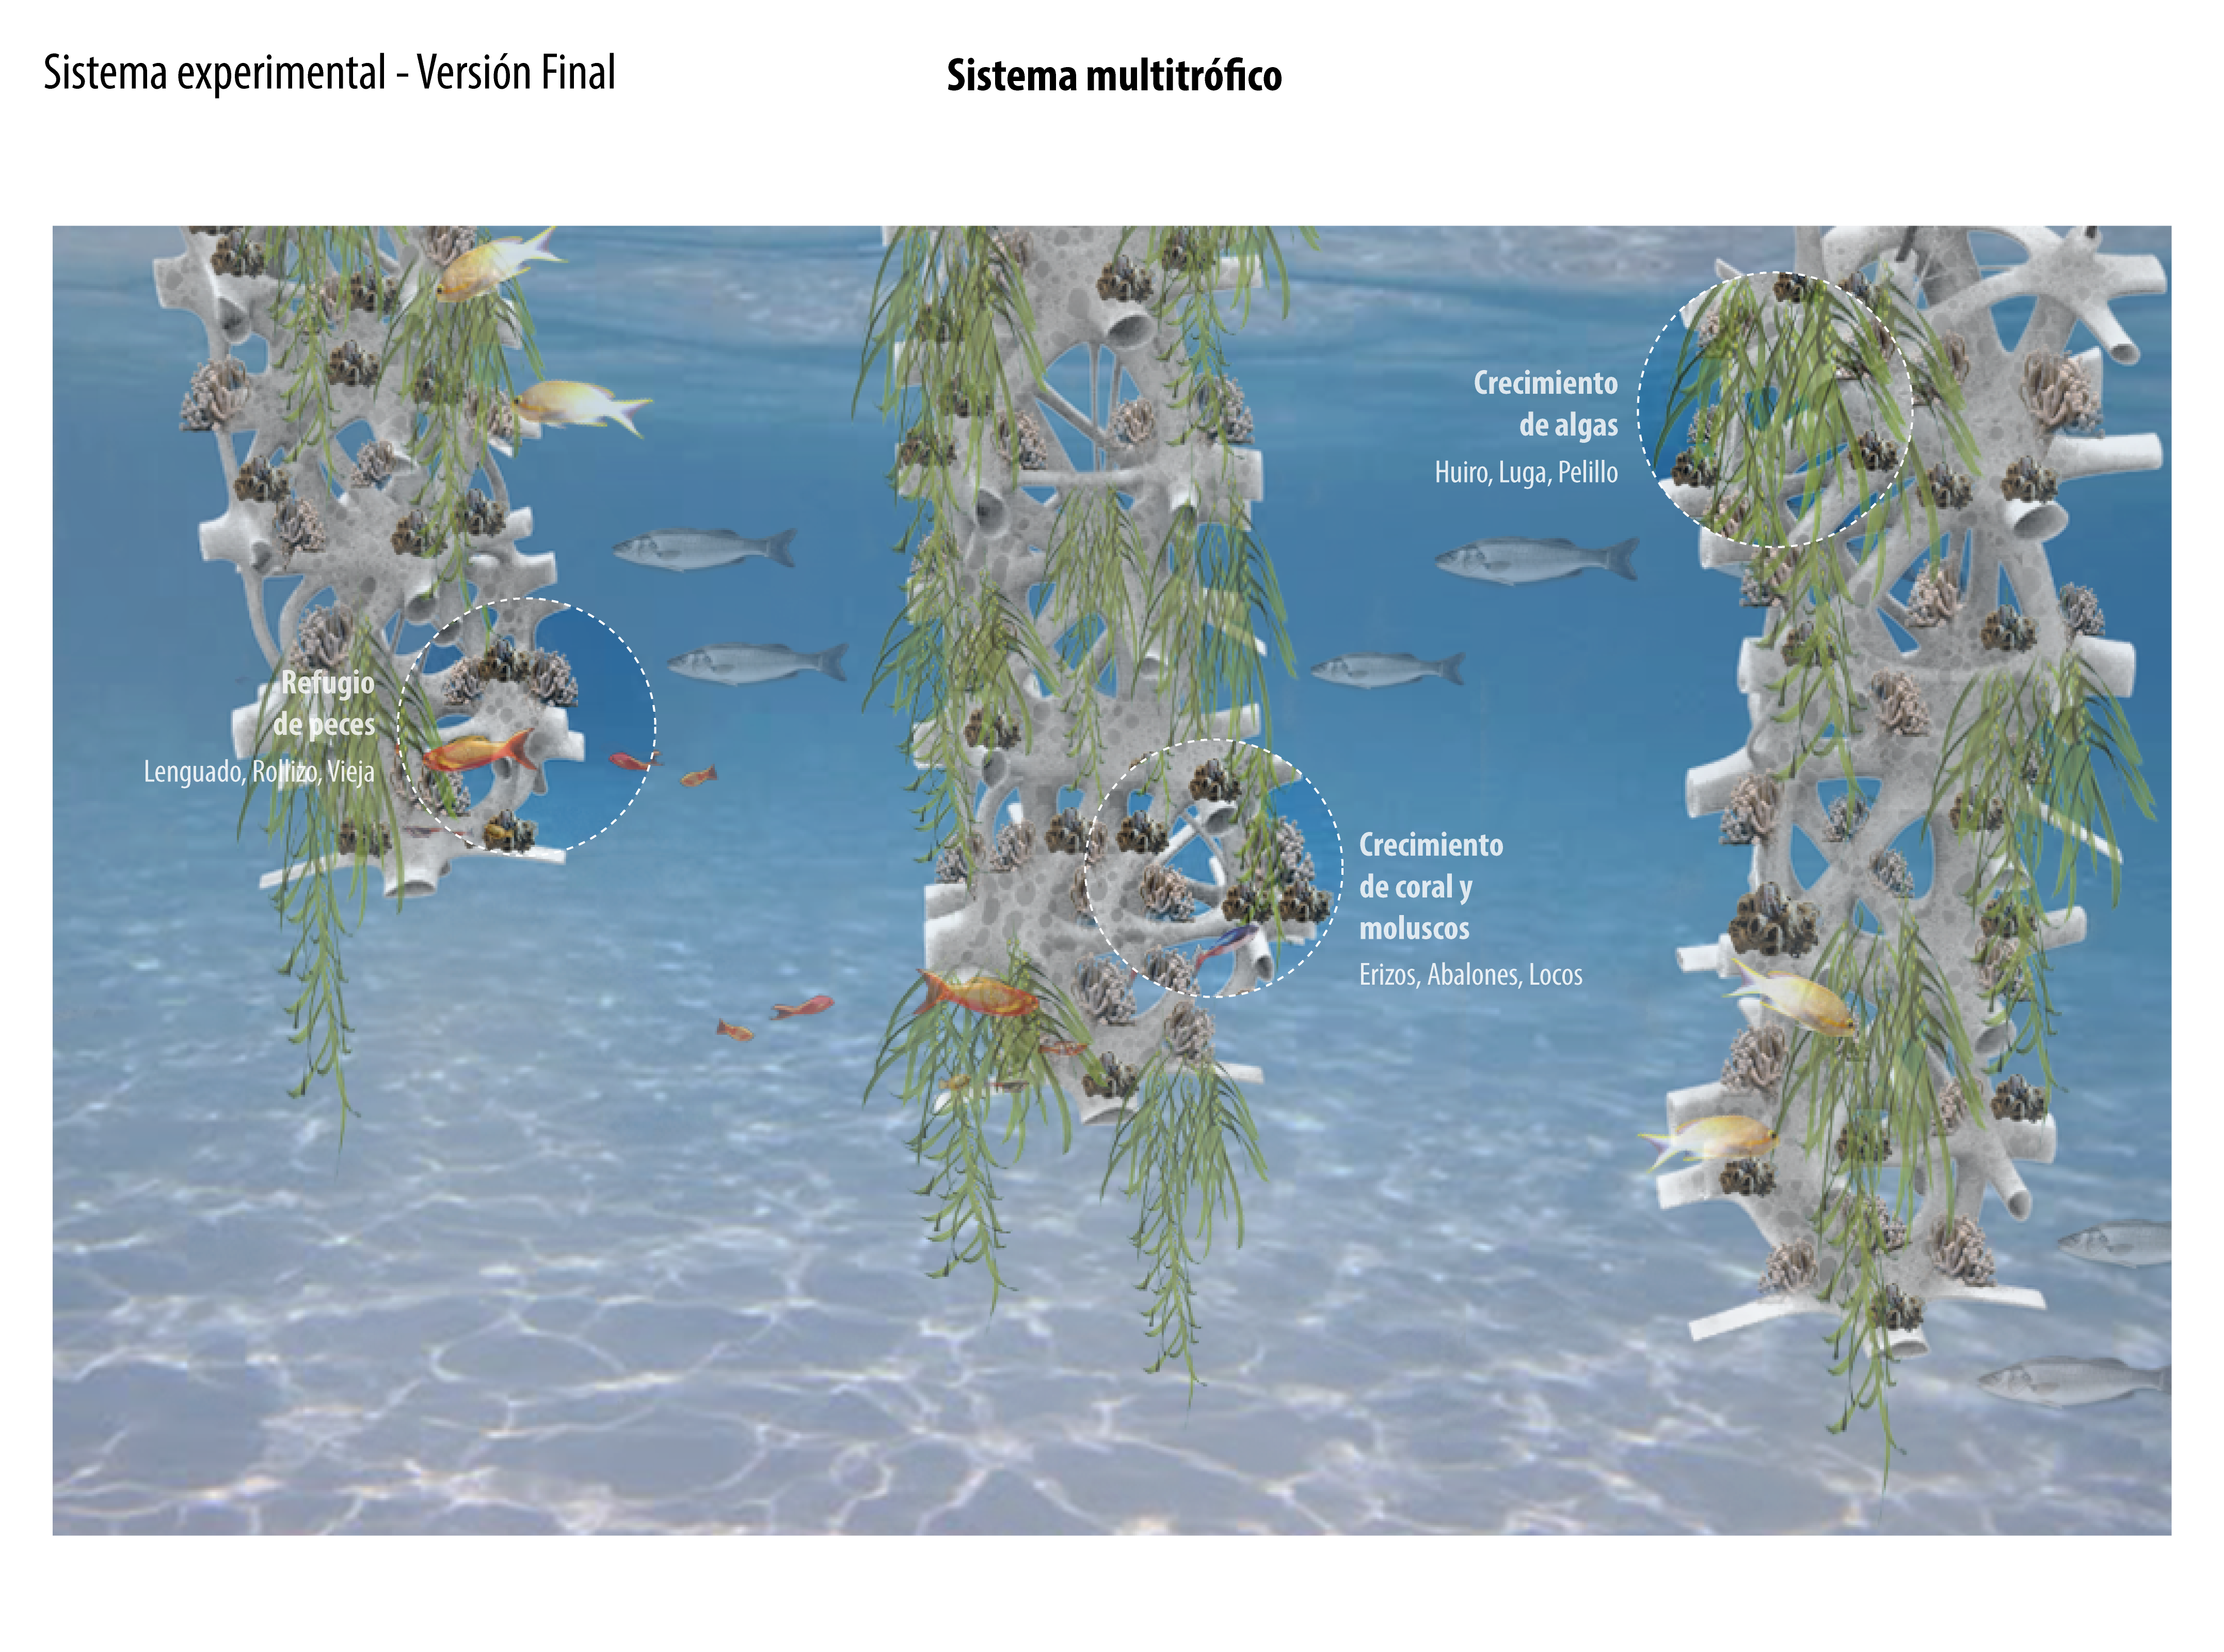 Sistema experimental - Versión Final
Sistema multitrófico
Crecimiento
de algas
Huiro, Luga, Pelillo
Refugio
de peces
Lenguado, Rollizo, Vieja
Crecimiento
de coral y
moluscos
Erizos, Abalones, Locos